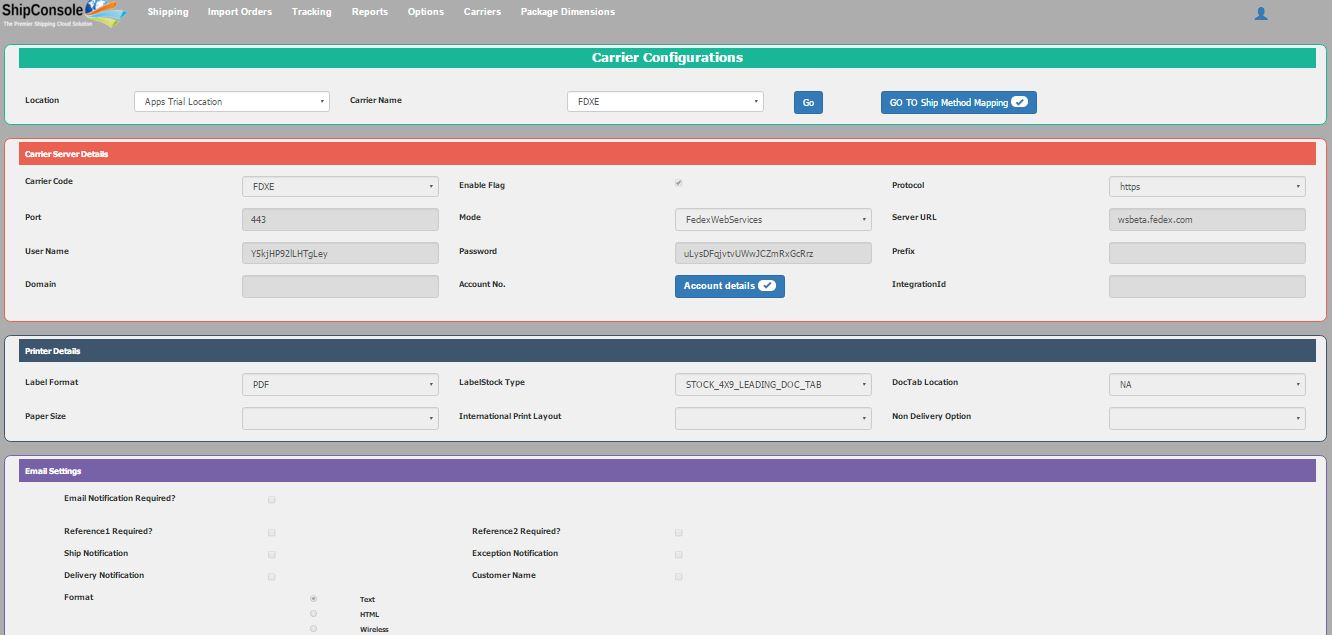 ShipConsole
The Premier Shipping Cloud Solution
Shipping Import Orders Tracking Reports Options Carriers Package Dimensions
Carrier Configurations
Location Apps Trial Location Carrier Name FDXE Go GO TO Ship Method Mapping
Carrier Server Details
Carrier Code FDXE Enable Flag Protocol https
Port 443 Mode FedexWebServices Server URL wsbeta.fedex.com
User Name Password Prefix
Domain Account No. Account details IntegrationId
Printer Details
Label Format PDF LabelStock Type STOCK_4X9_LEADING_DOC_TAB DocTab Location NA
Paper Size International Print Layout Non Delivery Option
Email Settings
Email Notification Required?
Reference1 Required? Reference2 Required?
Ship Notification Exception Notification
Delivery Notification Customer Name
Format Text
HTML
Wireless